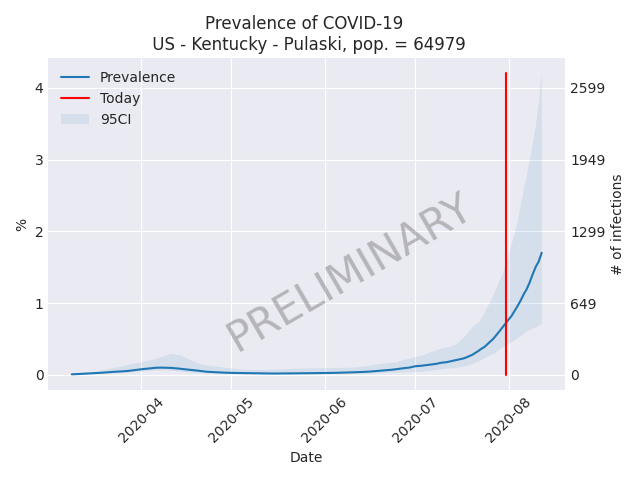 Prevalence of COVID-19
US - Kentucky - Pulaski, pop. = 64979
Prevalence
Today
95CI
4
3
2
1
0
%
2599
1949
1299
649
0
# of infections
PRELIMINARY
2020-04
2020-05
2020-06
2020-07
2020-08
Date